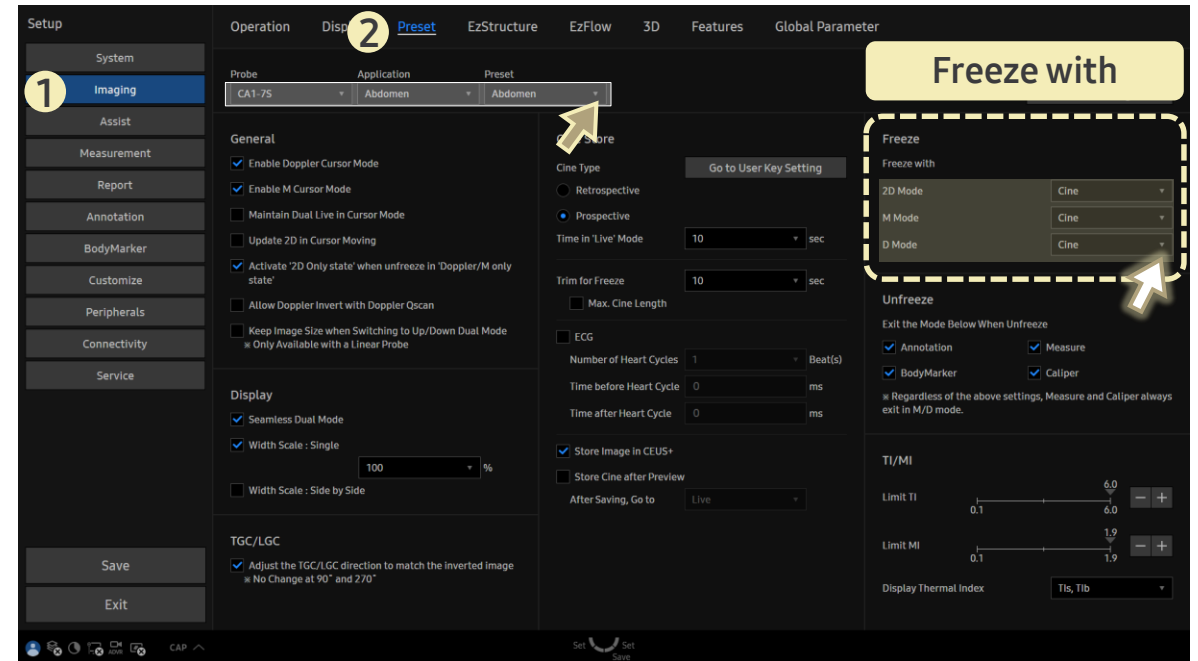 Setup
System
1
Imaging
Assist
Measurement
Report
Annotation
BodyMarker
Customize
Peripherals
Connectivity
Service
Save
Exit
Operation
2
Preset
EzStructure
EzFlow
3D
Features
Global Parameter
Probe
Application
Preset
CA1-7S
Abdomen
Abdomen
Freeze with
General
Enable Doppler Cursor Mode
Enable M Cursor Mode
Maintain Dual Live in Cursor Mode
Update 2D in Cursor Moving
Activate '2D Only state' when unfreeze in 'Doppler/M only
state'
Allow Doppler Invert with Doppler Qscan
Keep Image Size when Switching to Up/Down Dual Mode
※ Only Available with a Linear Probe
Display
Seamless Dual Mode
Width Scale : Single
100
%
Width Scale : Side by Side
TGC/LGC
Adjust the TGC/LGC direction to match the inverted image
※ No Change at 90˚ and 270˚
Cine Type
Go to User Key Setting
Retrospective
Prospective
Time in 'Live' Mode
10
sec
Trim for Freeze
10
sec
Max. Cine Length
ECG
Number of Heart Cycles
1
Beat(s)
Time before Heart Cycle
0
ms
Time after Heart Cycle
0
ms
Store Image in CEUS+
Store Cine after Preview
After Saving, Go to
Live
Freeze
Freeze with
2D Mode
Cine
M Mode
Cine
D Mode
Cine
Unfreeze
Exit the Mode Below When Unfreeze
Annotation
Measure
BodyMarker
Caliper
※ Regardless of the above settings, Measure and Caliper always
exit in M/D mode.
TI/MI
Limit TI
6.0
0.1
6.0
Limit MI
1.9
0.1
1.9
Display Thermal Index
TIs, TIb
CAP
Set
Set
Save